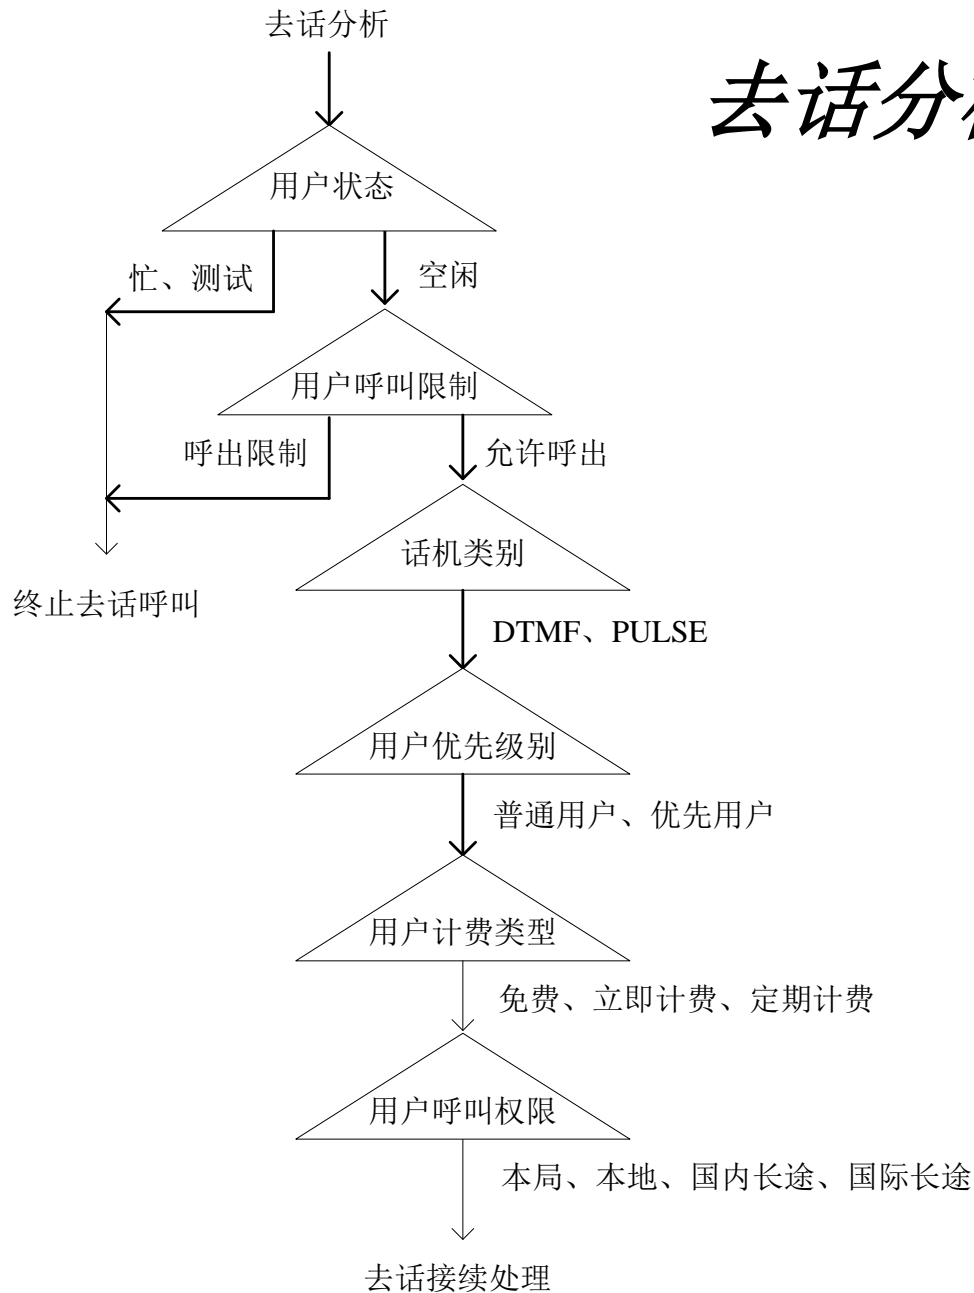 去话分析
去话分
用户状态
忙、测试
空闲
用户呼叫限制
呼出限制
允许呼出
话机类别
终止去话呼叫
DTMF、PULSE
用户优先级别
普通用户、优先用户
用户计费类型
免费、立即计费、定期计费
用户呼叫权限
本局、本地、国内长途、国际长途
去话接续处理